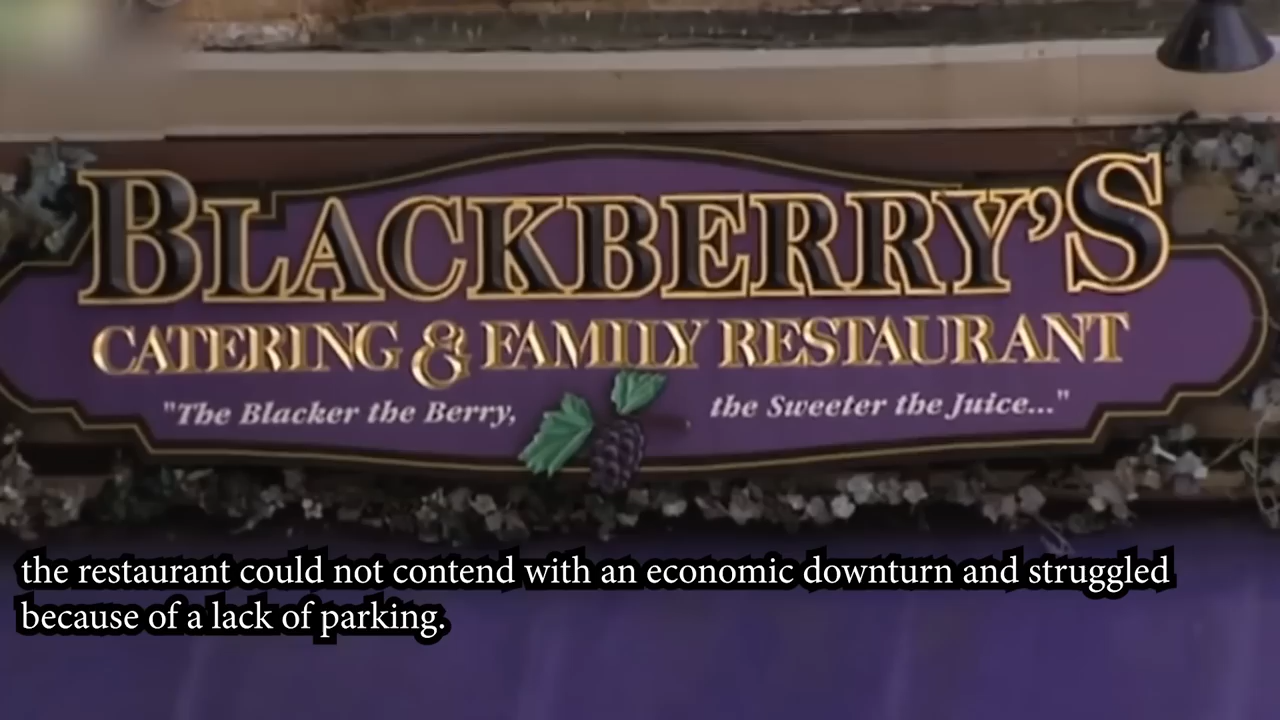 BLACKBERRY'S
CATERING & FAMILY RESTAURANT
"The Blacker the Berry, the Sweeter the Juice..."
the restaurant could not contend with an economic downturn and struggled
because of a lack of parking.